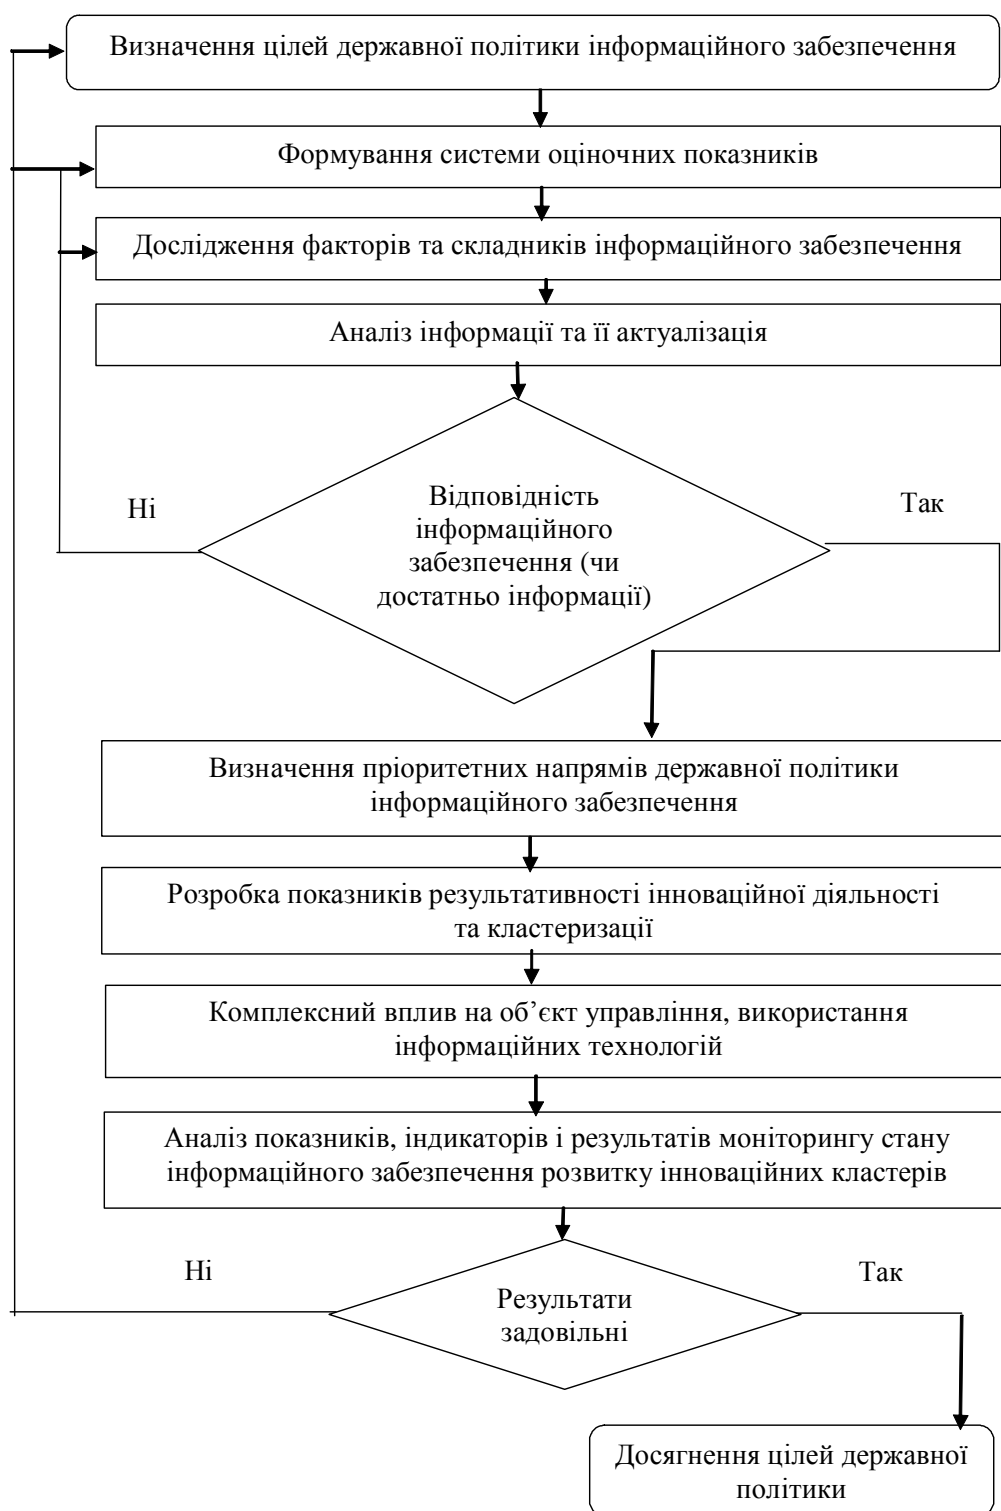 Визначення цілей державної політики інформаційного забезпечення
Формування системи оціночних показників
Дослідження факторів та складників інформаційного забезпечення
Аналіз інформації та її актуалізація
Ні
Відповідність
інформаційного
забезпечення (чи
достатньо інформації)
Так
Визначення пріоритетних напрямів державної політики
інформаційного забезпечення
Розробка показників результативності інноваційної діяльності
та кластеризації
Комплексний вплив на об’єкт управління, використання
інформаційних технологій
Аналіз показників, індикаторів і результатів моніторингу стану
інформаційного забезпечення розвитку інноваційних кластерів
Ні
Результати
задовільні
Так
Досягнення цілей державної
політики